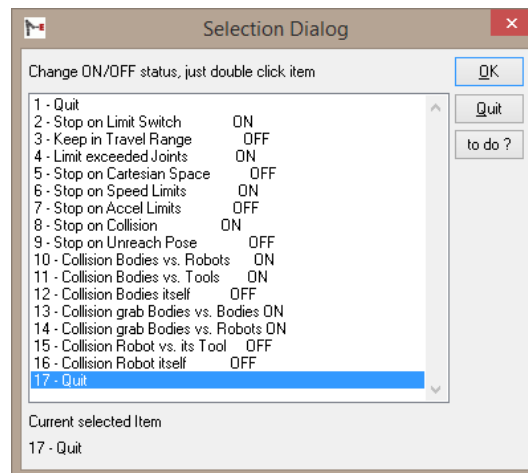 Selection Dialog
Change ON/OFF status, just double click item
OK
Quit
to do ?
1 - Quit
2 - Stop on Limit Switch ON
3 - Keep in Travel Range OFF
4 - Limit exceeded Joints ON
5 - Stop on Cartesian Space OFF
6 - Stop on Speed Limits ON
7 - Stop on Accel Limits OFF
8 - Stop on Collision ON
9 - Stop on Unreach Pose OFF
10 - Collision Bodies vs. Robots ON
11 - Collision Bodies vs. Tools ON
12 - Collision Bodies itself OFF
13 - Collision grab Bodies vs. Bodies ON
14 - Collision grab Bodies vs. Robots ON
15 - Collision Robot vs. its Tool OFF
16 - Collision Robot itself OFF
17 - Quit
Current selected Item
17 - Quit